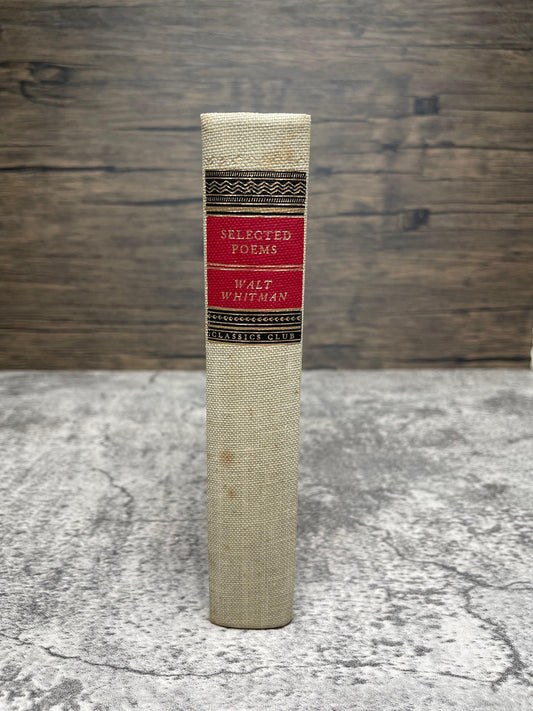 SELECTED
POEMS
WALT
WHITMAN
CLASSICS CLUB